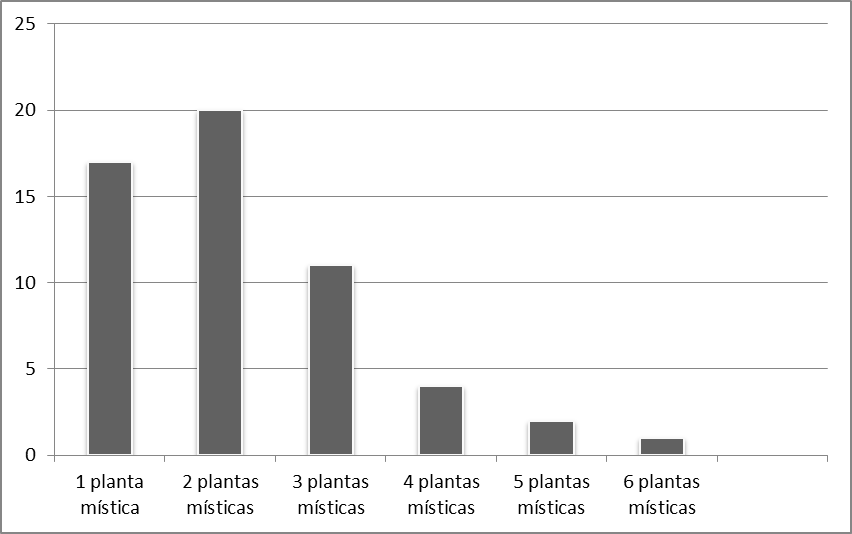 25
20
15
10
5
0
1 planta
mística
2 plantas
místicas
3 plantas
místicas
4 plantas
místicas
5 plantas
místicas
6 plantas
místicas